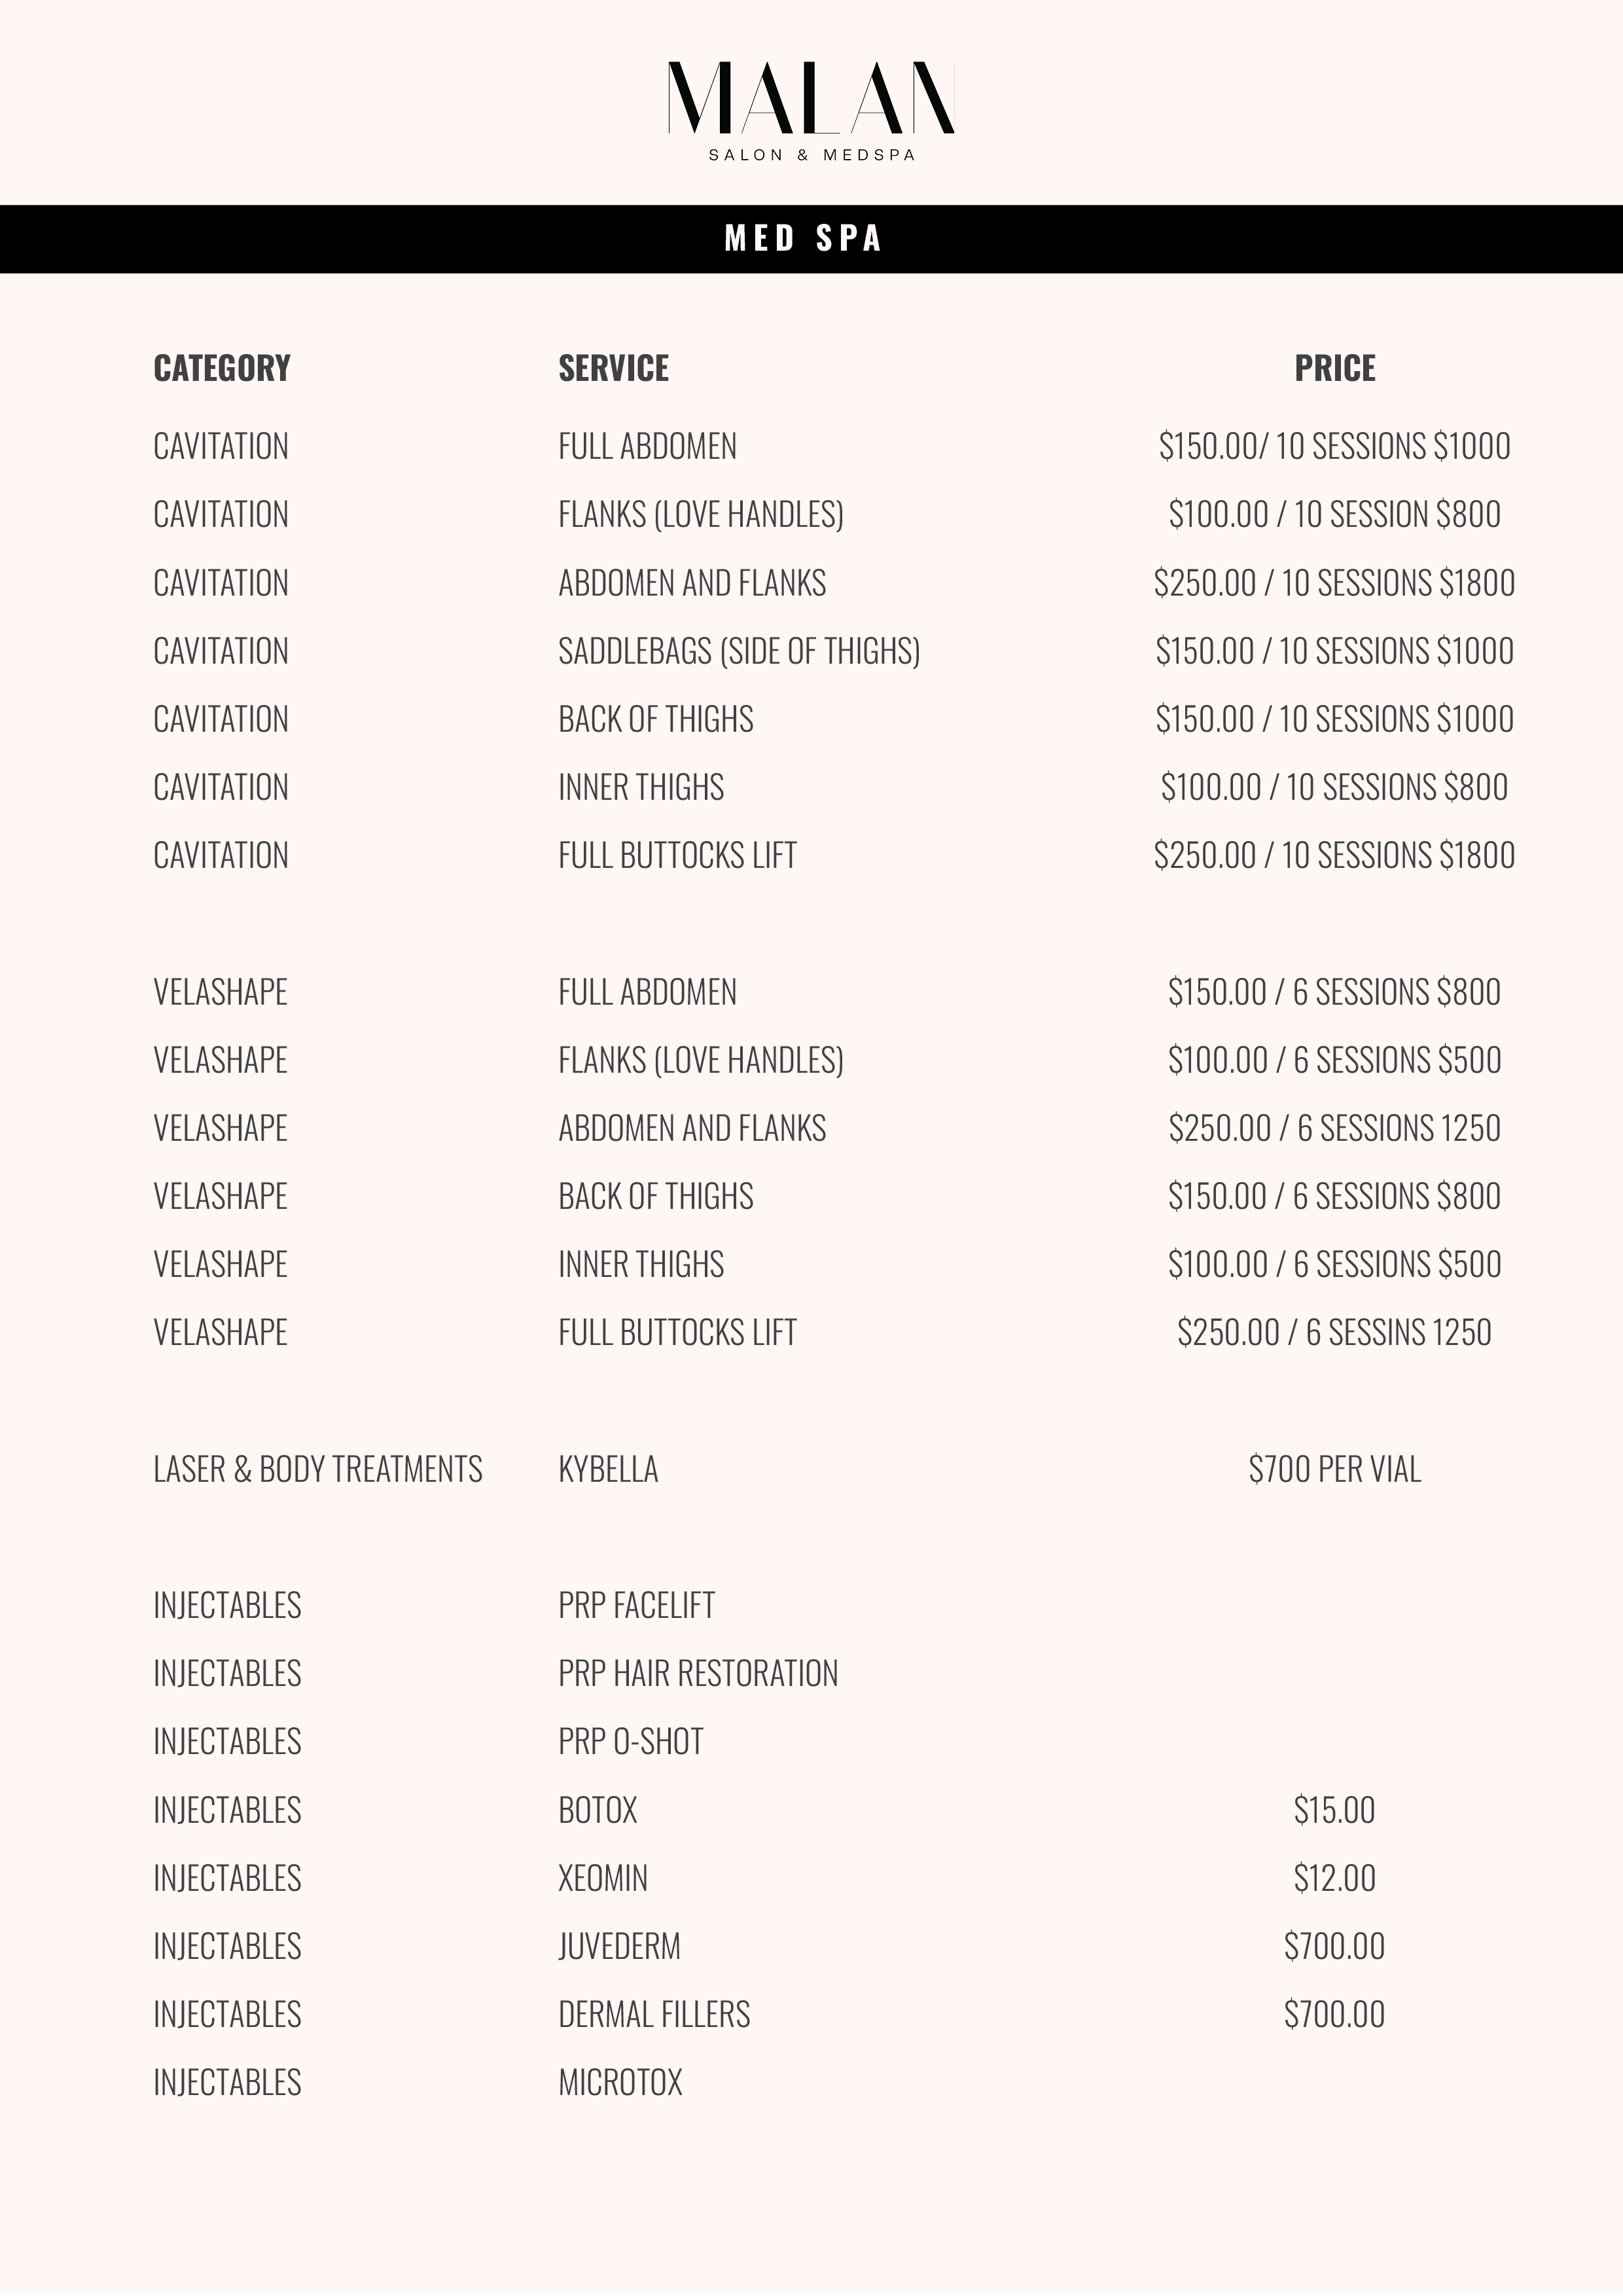 MALAN
SALON & MEDSPA
MED SPA
CATEGORY SERVICE PRICE
CAVITATION FULL ABDOMEN $150.00/ 10 SESSIONS $1000
CAVITATION FLANKS (LOVE HANDLES) $100.00 / 10 SESSION $800
CAVITATION ABDOMEN AND FLANKS $250.00 / 10 SESSIONS $1800
CAVITATION SADDLEBAGS (SIDE OF THIGHS) $150.00 / 10 SESSIONS $1000
CAVITATION BACK OF THIGHS $150.00 / 10 SESSIONS $1000
CAVITATION INNER THIGHS $100.00 / 10 SESSIONS $800
CAVITATION FULL BUTTOCKS LIFT $250.00 / 10 SESSIONS $1800
VELASHAPE FULL ABDOMEN $150.00 / 6 SESSIONS $800
VELASHAPE FLANKS (LOVE HANDLES) $100.00 / 6 SESSIONS $500
VELASHAPE ABDOMEN AND FLANKS $250.00 / 6 SESSIONS 1250
VELASHAPE BACK OF THIGHS $150.00 / 6 SESSIONS $800
VELASHAPE INNER THIGHS $100.00 / 6 SESSIONS $500
VELASHAPE FULL BUTTOCKS LIFT $250.00 / 6 SESSINS 1250
LASER & BODY TREATMENTS KYBELLA $700 PER VIAL
INJECTABLES PRP FACELIFT
INJECTABLES PRP HAIR RESTORATION
INJECTABLES PRP O-SHOT
INJECTABLES BOTOX $15.00
INJECTABLES XEOMIN $12.00
INJECTABLES JUVEDERM $700.00
INJECTABLES DERMAL FILLERS $700.00
INJECTABLES MICROTOX